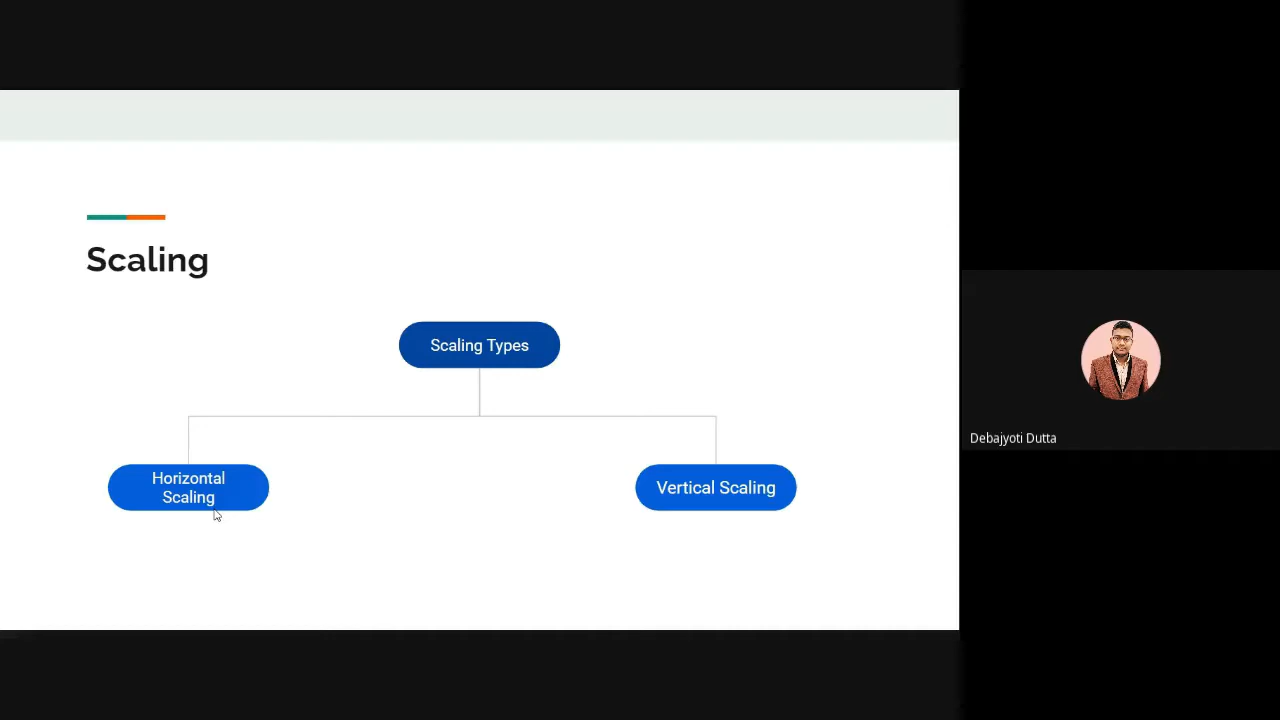 Scaling
Scaling Types
Horizontal
Scaling
Vertical Scaling
Debajyoti Dutta